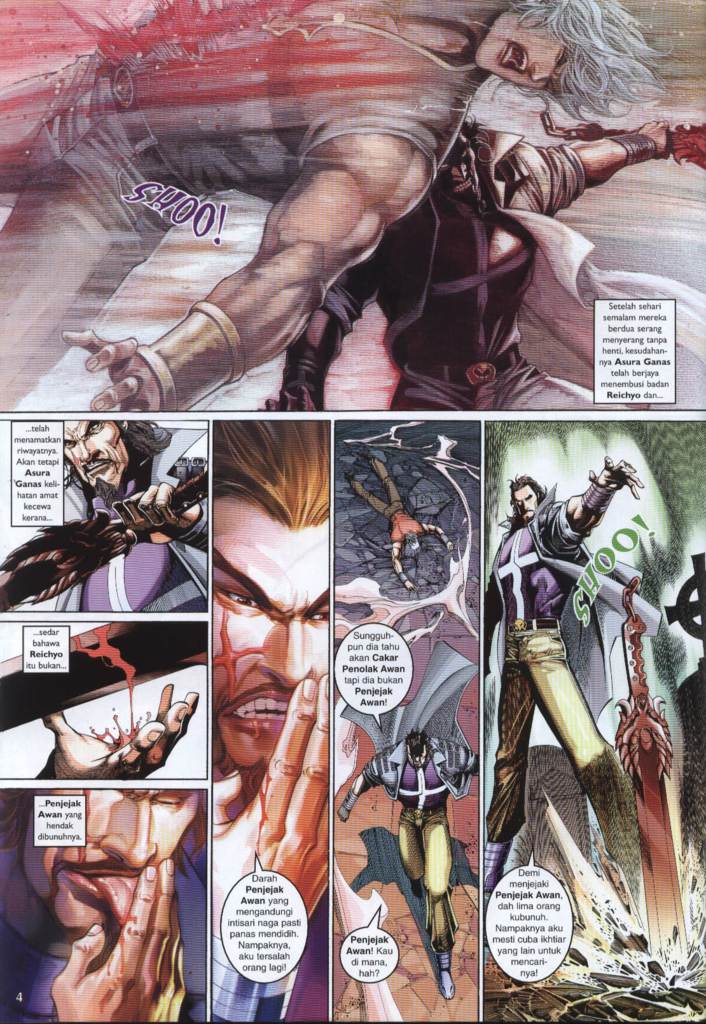 SHOO!
Setelah sehari
semalam mereka
berdua serang
menyerang tanpa
henti, kesudahan-
nya Asura Ganas
telah berjaya
menembusi badan
Reichyo dan...
...telah
menamatkan
riwayatnya.
Akan tetapi
Asura
Ganas keli-
hatan amat
kecewa
kerana...
...sedar
bahawa
Reichyo
itu bukan...
...Penjejak
Awan yang
hendak
dibunuhnya.
Darah
Penjejak
Awan yang
mengandungi
intisari naga pasti
panas mendidih.
Nampaknya,
aku tersalah
orang lagi!
Sungguh-
pun dia tahu
akan Cakar
Penolak Awan
tapi dia bukan
Penjejak
Awan!
Penjejak
Awan! Kau
di mana,
hah?
SHOO!
Demi
menjejaki
Penjejak Awan,
dah lima orang
kubunuh.
Nampaknya aku
mesti cuba ikhtiar
yang lain untuk
mencari-
nya!
4